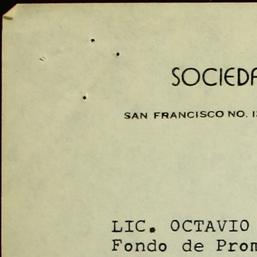 SOCIEDA
SAN FRANCISCO NO. 1
LIC. OCTAVIO
Fondo de Prom